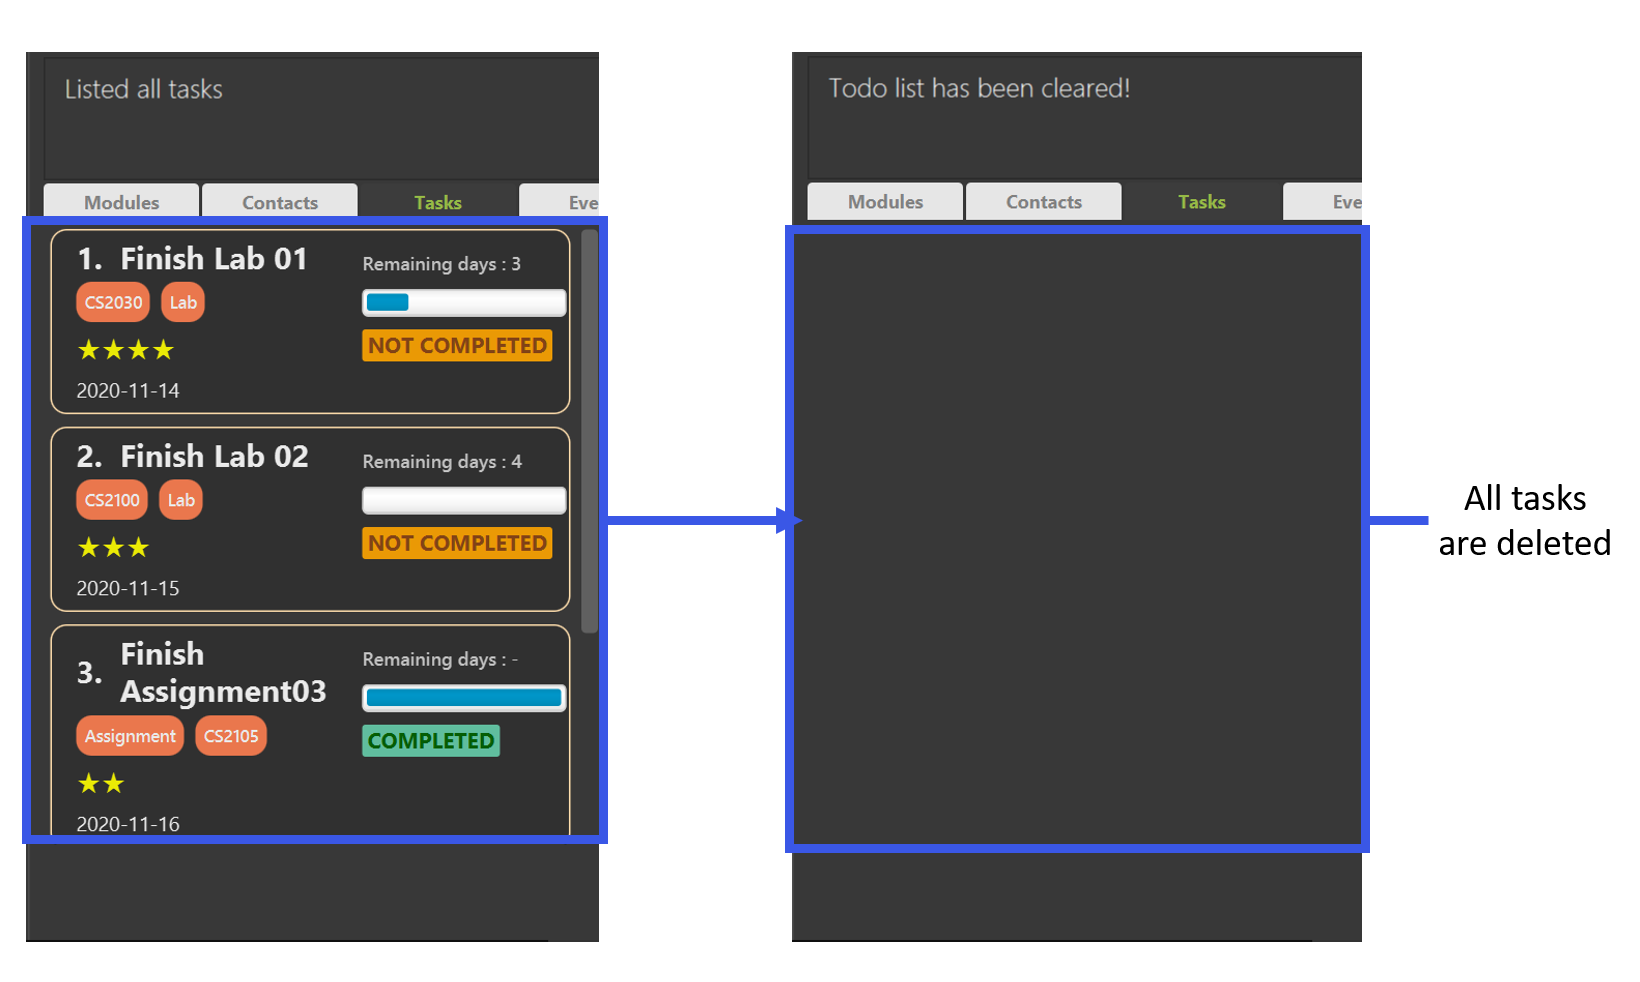 Listed all tasks
Modules Contacts Tasks Eve
1. Finish Lab 01
Remaining days : 3
CS2030 Lab
NOT COMPLETED
★★★★
2020-11-14
2. Finish Lab 02
Remaining days : 4
CS2100 Lab
NOT COMPLETED
★★★
2020-11-15
3. Finish
Assignment03
Remaining days : -
Assignment CS2105
COMPLETED
★★
2020-11-16
Todo list has been cleared!
Modules Contacts Tasks Eve
All tasks
are deleted